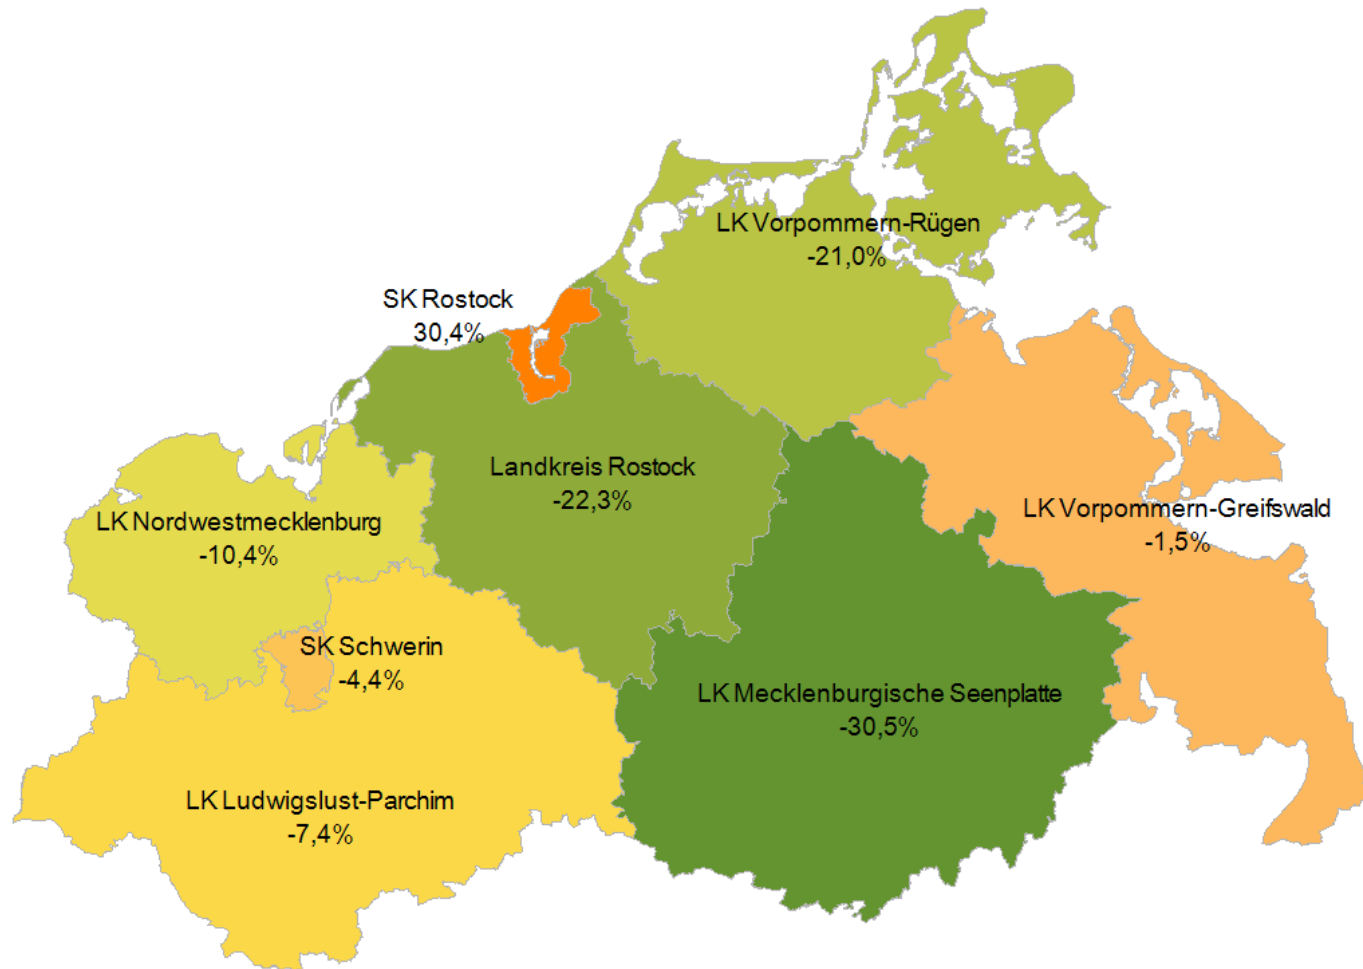 LK Vorpommern-Rügen
-21,0%
SK Rostock
30,4%
Landkreis Rostock
-22,3%
LK Nordwestmecklenburg
-10,4%
LK Vorpommern-Greifswald
-1,5%
SK Schwerin
-4,4%
LK Mecklenburgische Seenplatte
-30,5%
LK Ludwigslust-Parchim
-7,4%